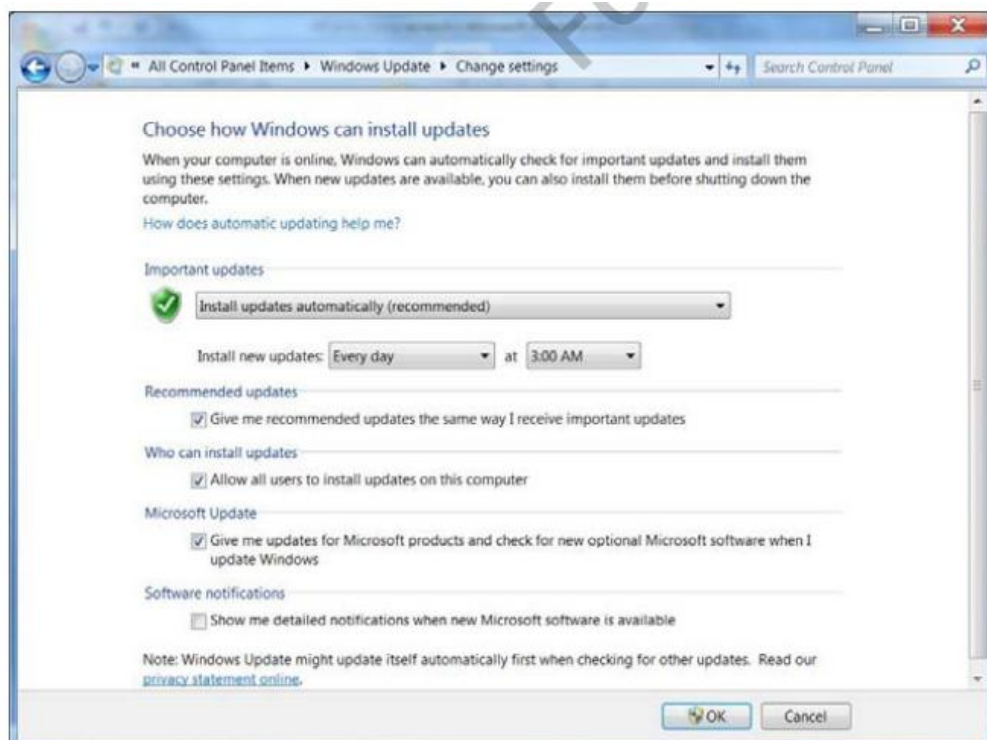 « All Control Panel Items ▸ Windows Update ▸ Change settings
Search Control Panel
Choose how Windows can install updates
When your computer is online, Windows can automatically check for important updates and install them
using these settings. When new updates are available, you can also install them before shutting down the
computer.
How does automatic updating help me?
Important updates
Install updates automatically (recommended)
Install new updates: Every day at 3:00 AM
Recommended updates
Give me recommended updates the same way I receive important updates
Who can install updates
Allow all users to install updates on this computer
Microsoft Update
Give me updates for Microsoft products and check for new optional Microsoft software when I
update Windows
Software notifications
Show me detailed notifications when new Microsoft software is available
Note: Windows Update might update itself automatically first when checking for other updates. Read our
privacy statement online.
OK Cancel